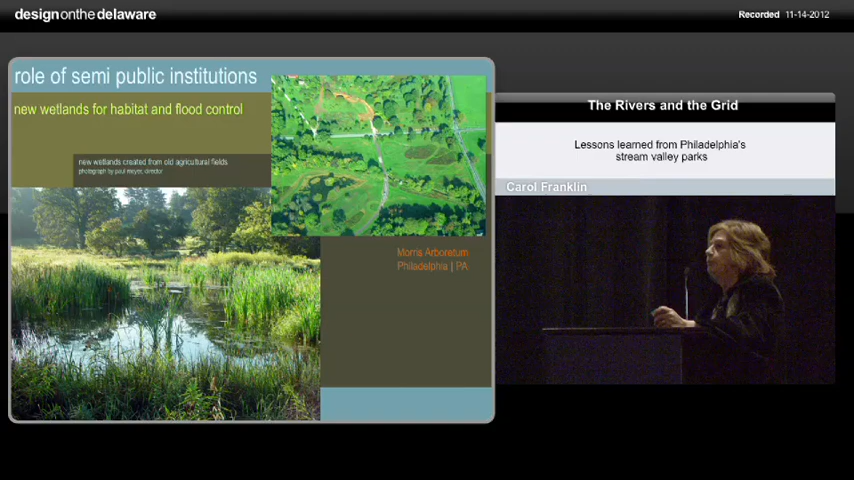 designonthedelaware
Recorded 11-14-2012
role of semi public institutions
new wetlands for habitat and flood control
new wetlands created from old agricultural fields
photograph by paul meyer, director
Morris Arboretum
Philadelphia | PA
The Rivers and the Grid
Lessons learned from Philadelphia's
stream valley parks
Carol Franklin